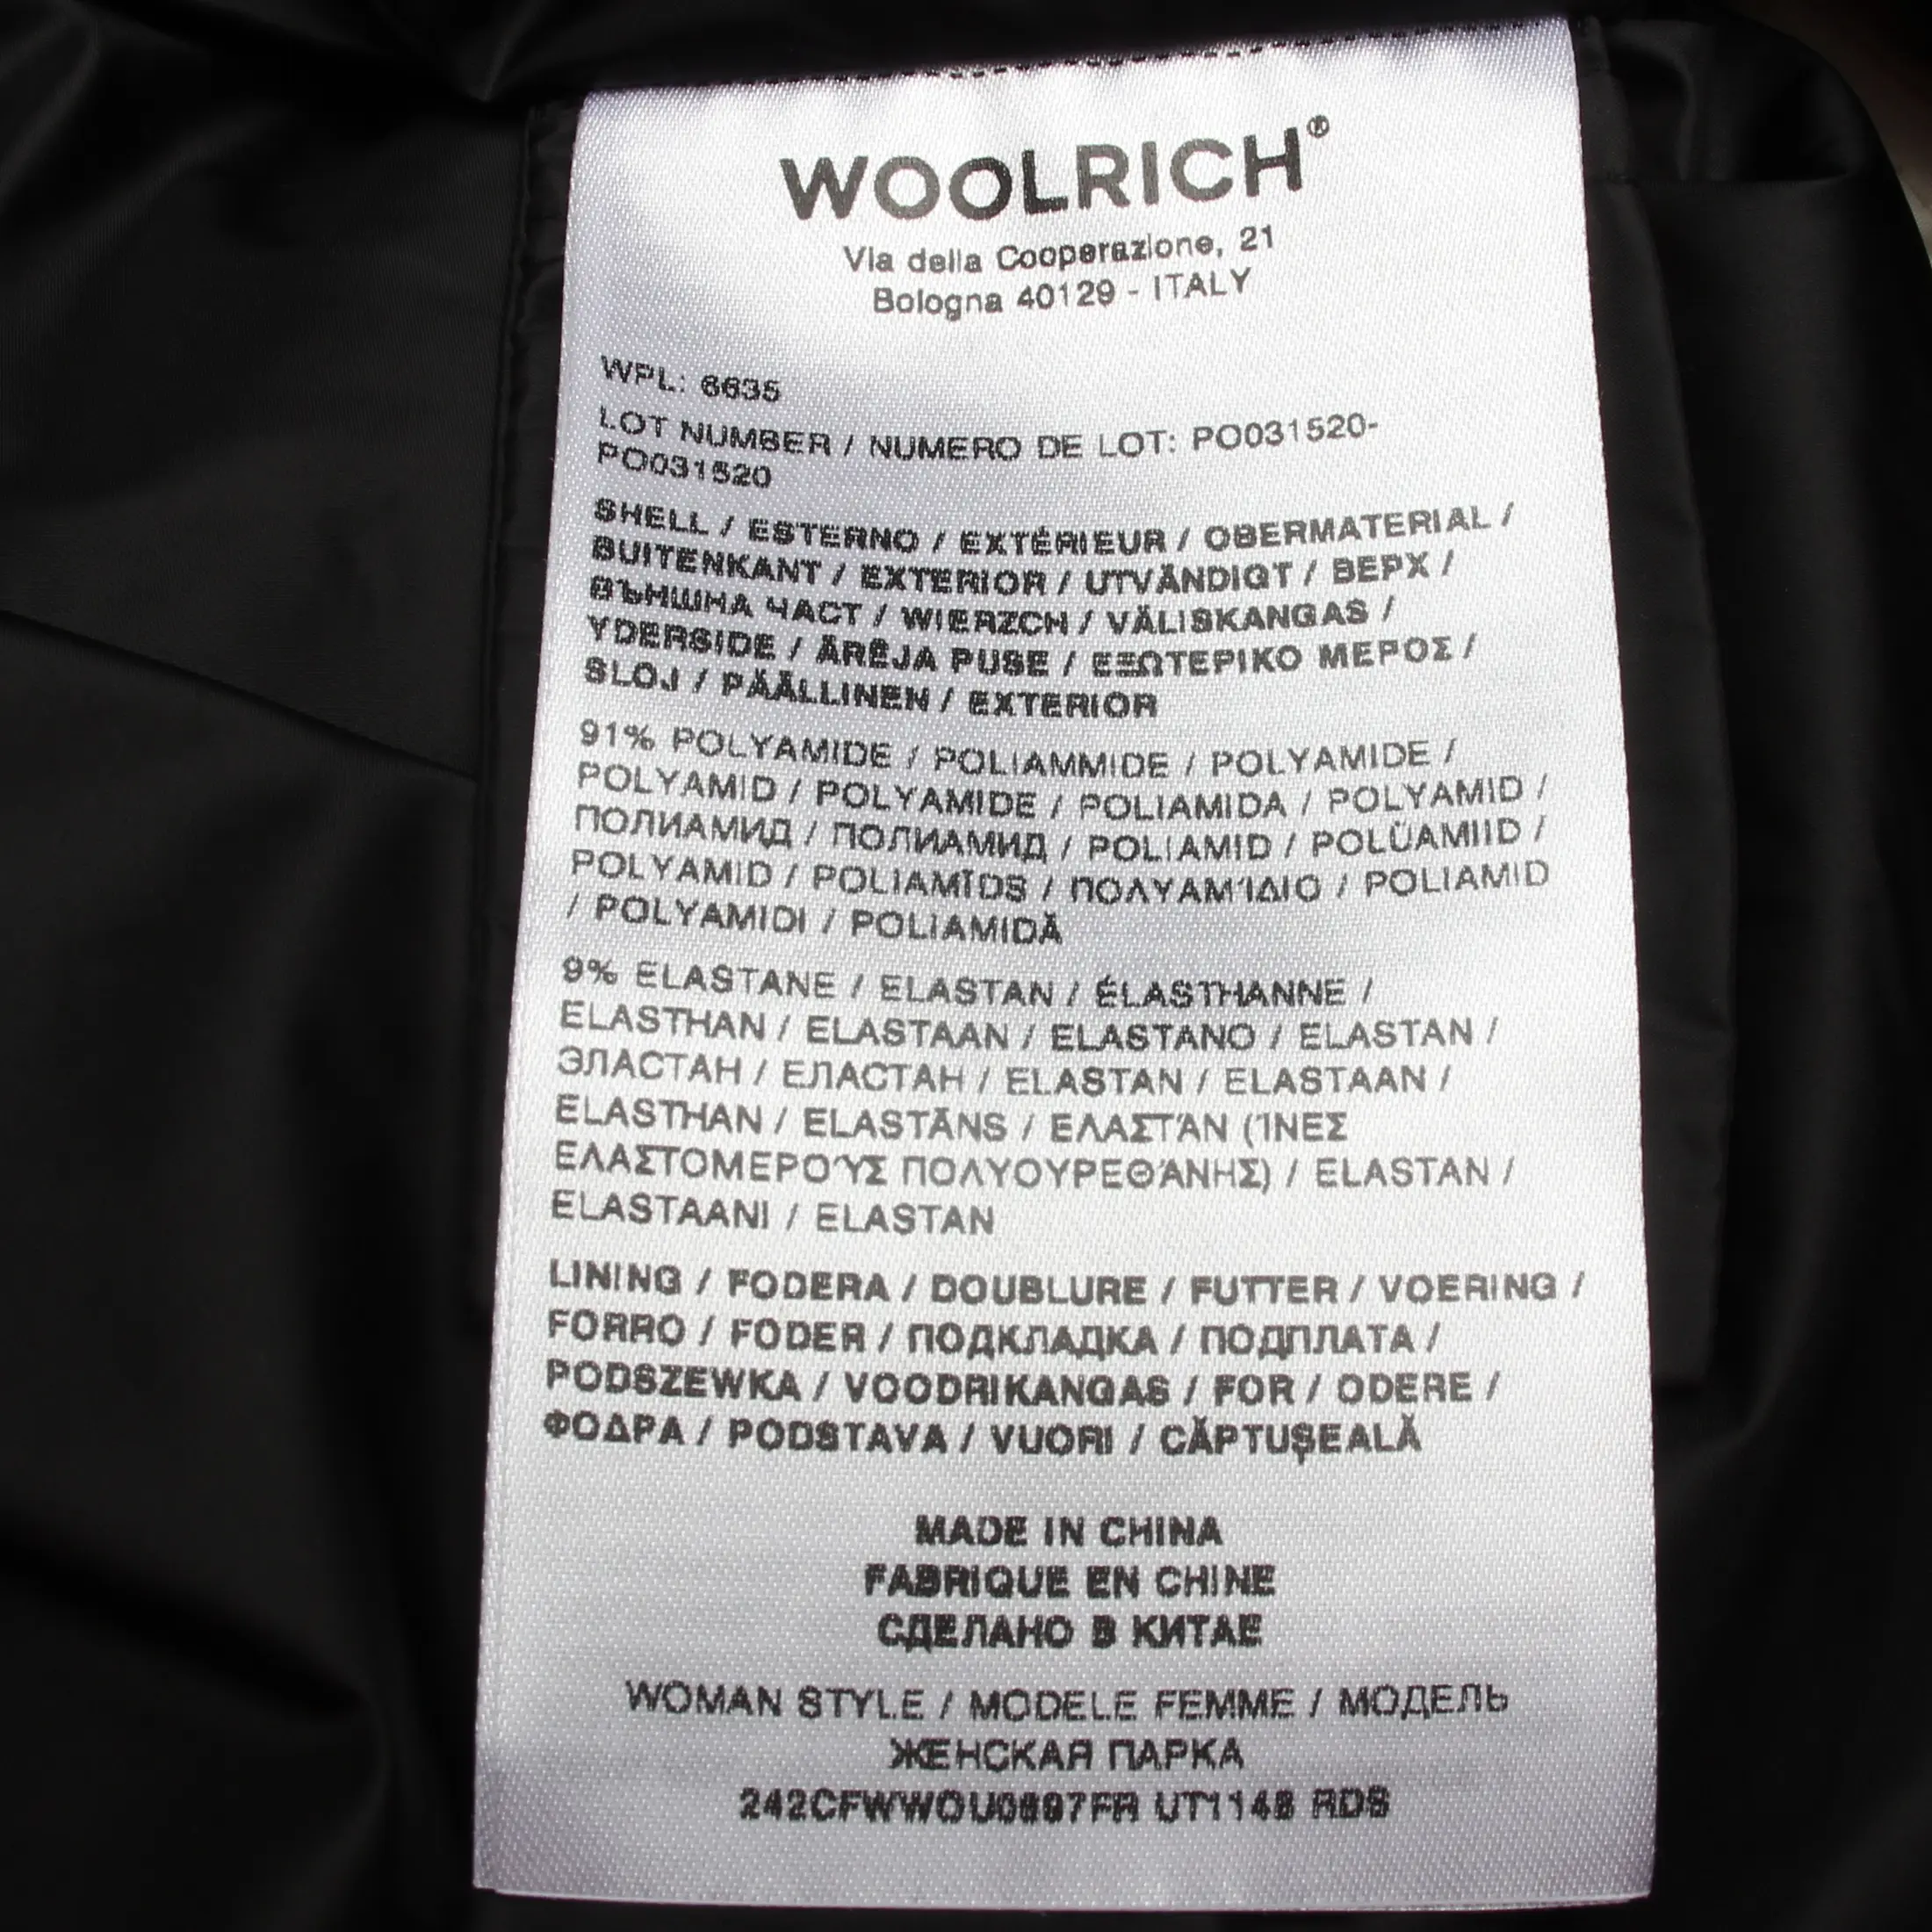 WOOLRICH®
Via della Cooperazione, 21
Bologna 40129 - ITALY
WPL: 6635
LOT NUMBER / NUMERO DE LOT: PO031520-
PO031520
SHELL / ESTERNO / EXTÉRIEUR / OBERMATERIAL /
BUITENKANT / EXTERIOR / UTVÄNDIGT / ВЕРХ /
ВЪНШНА ЧАСТ / WIERZCH / VÄLISKANGAS /
YDERSIDE / ĀRĒJA PUSE / ΕΞΩΤΕΡΙΚΟ ΜΕΡΟΣ /
SLOJ / PÄÄLLINEN / EXTERIOR
91% POLYAMIDE / POLIAMMIDE / POLYAMIDE /
POLYAMID / POLYAMIDE / POLIAMIDA / POLYAMID /
ПОЛИАМИД / ПОЛИАМИД / POLIAMID / POLÜAMIID /
POLYAMID / POLIAMĪDS / ΠΟΛΥΑΜΊΔΙΟ / POLIAMID
/ POLYAMIDI / POLIAMIDĂ
9% ELASTANE / ELASTAN / ÉLASTHANNE /
ELASTHAN / ELASTAAN / ELASTANO / ELASTAN /
ЭЛАСТАН / ЕЛАСТАН / ELASTAN / ELASTAAN /
ELASTHAN / ELASTĀNS / ΕΛΑΣΤΆΝ (ΊΝΕΣ
ΕΛΑΣΤΟΜΕΡΟΎΣ ΠΟΛΥΟΥΡΕΘΆΝΗΣ) / ELASTAN /
ELASTAANI / ELASTAN
LINING / FODERA / DOUBLURE / FUTTER / VOERING /
FORRO / FODER / ПОДКЛАДКА / ПОДПЛАТА /
PODSZEWKA / VOODRIKANGAS / FOR / ODERE /
ΦΟΔΡΑ / PODSTAVA / VUORI / CĂPTUȘEALĂ
MADE IN CHINA
FABRIQUE EN CHINE
СДЕЛАНО В КИТАЕ
WOMAN STYLE / MODELE FEMME / МОДЕЛЬ
ЖЕНСКАЯ ПАРКА
UT1148 RDS